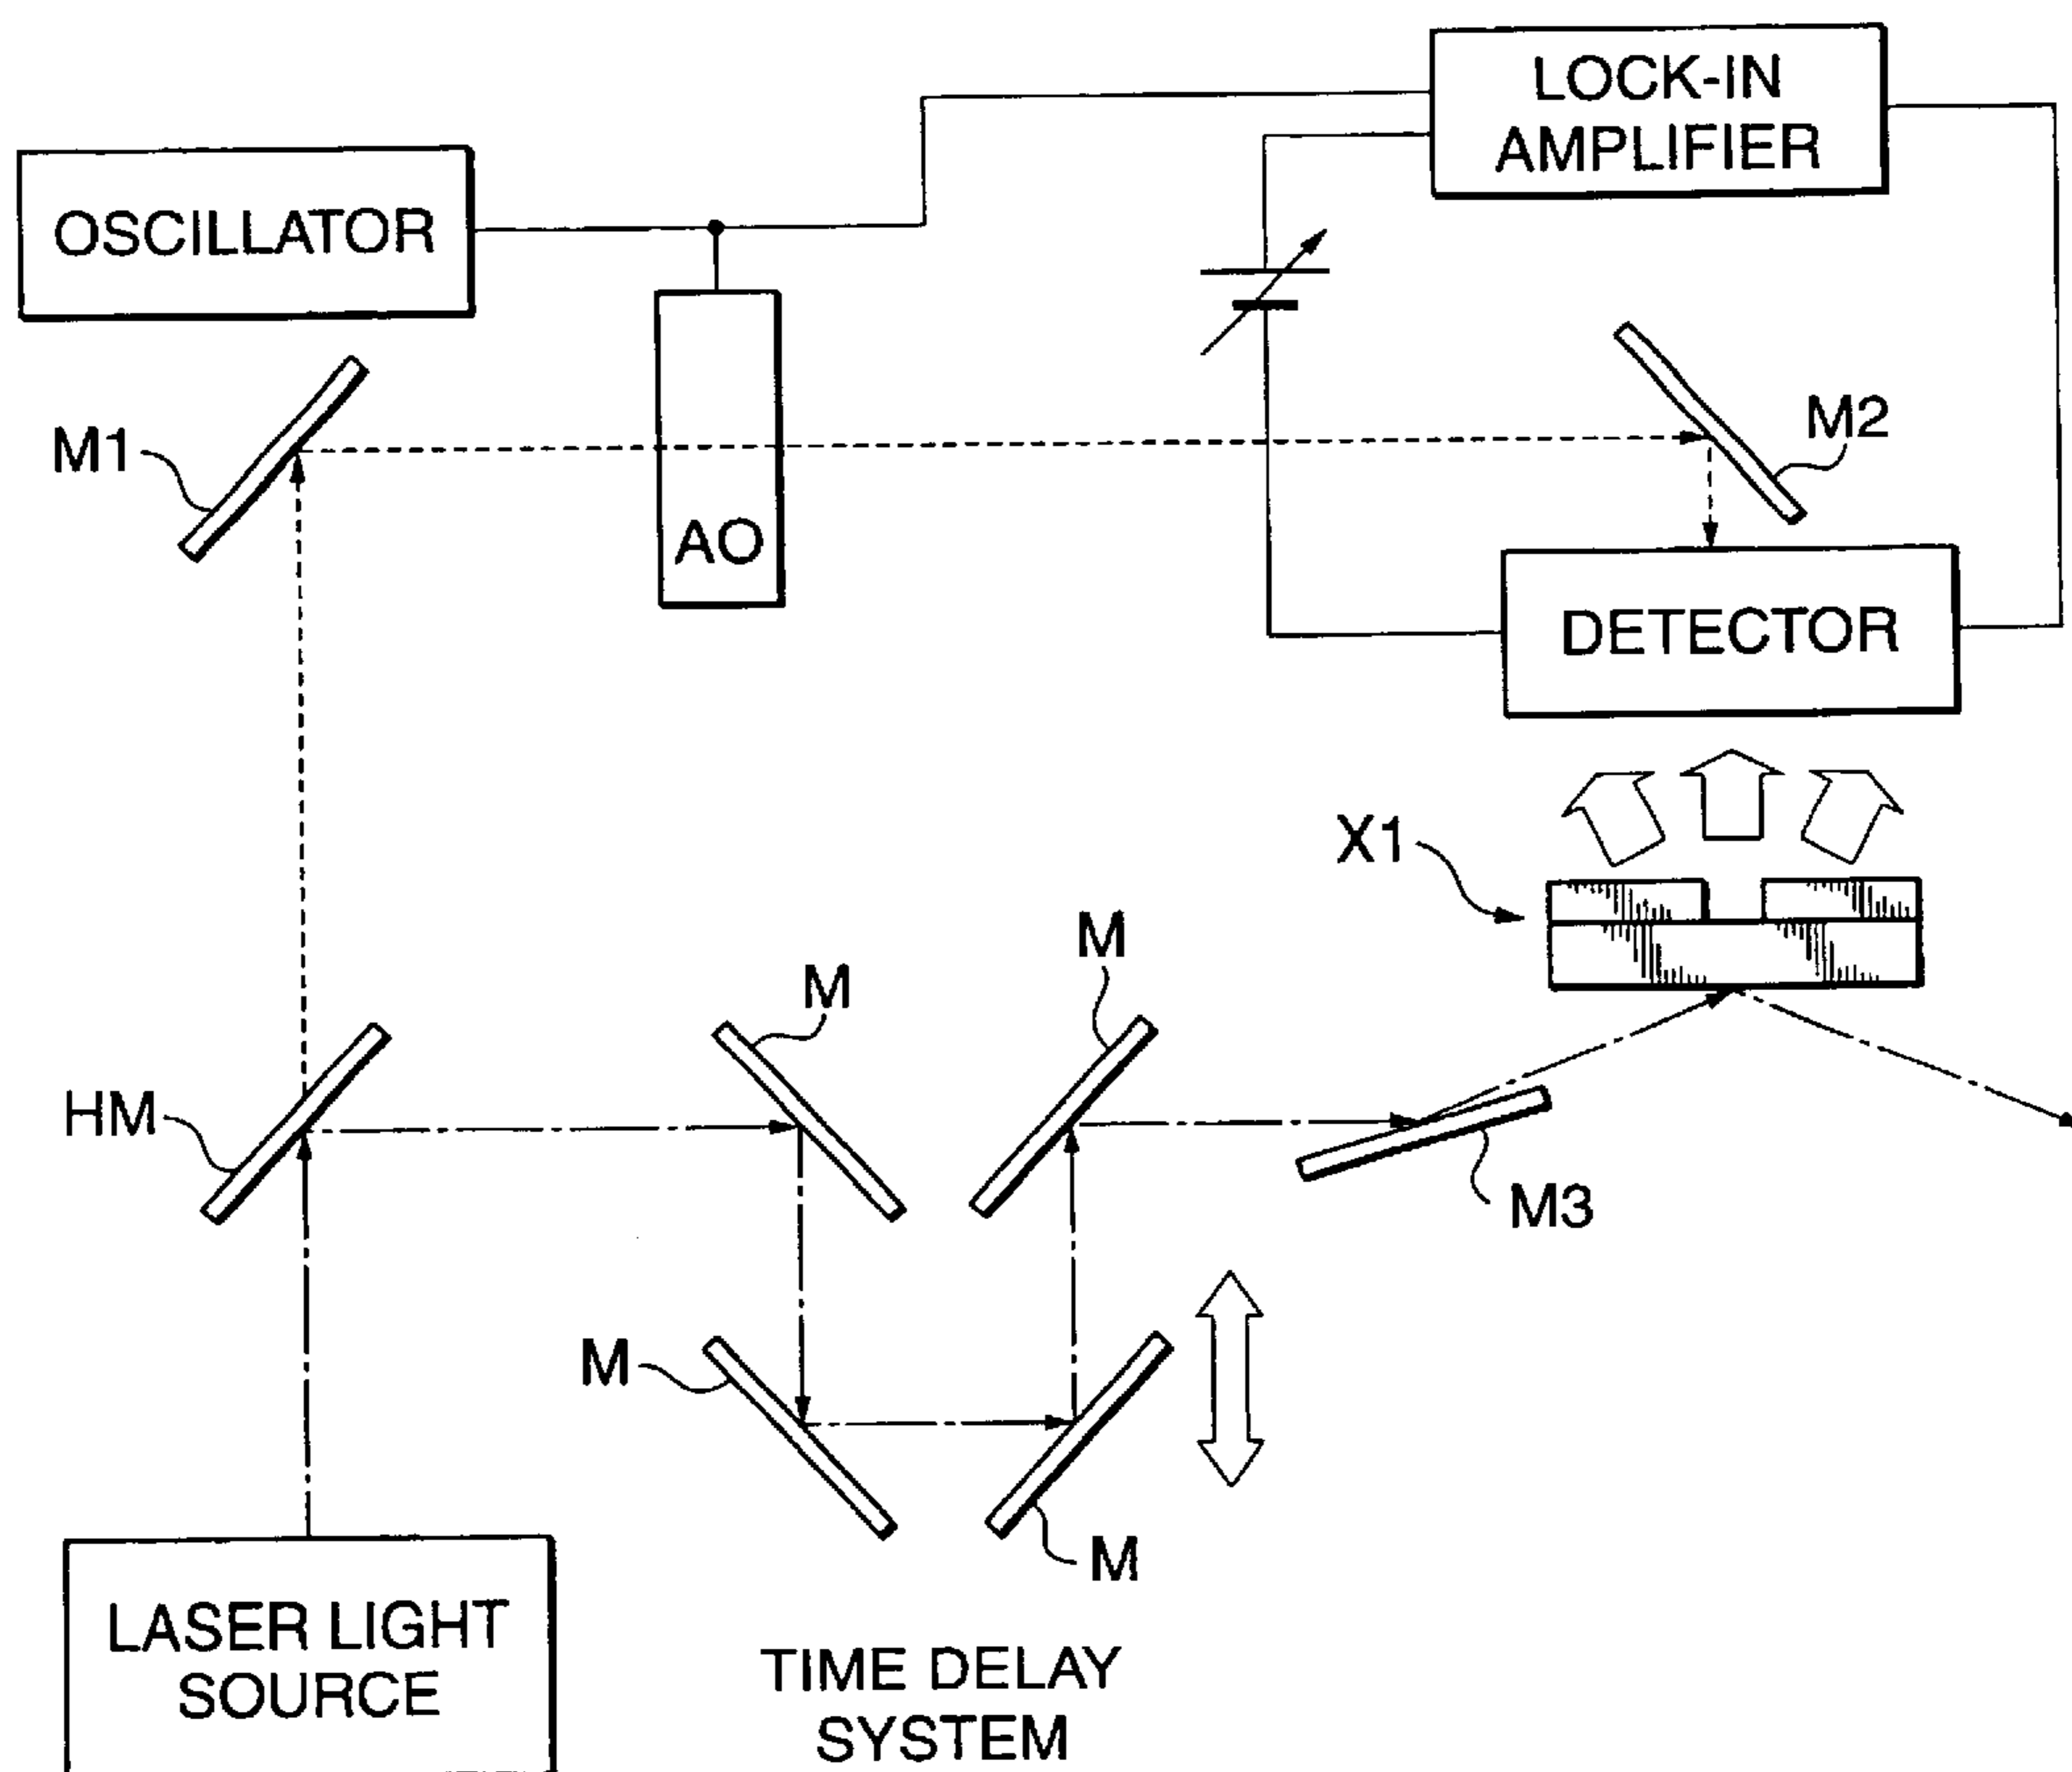 LOCK-IN
AMPLIFIER
OSCILLATOR
M1
M2
AO
DETECTOR
X1
M
M
HM
M3
M
M
LASER LIGHT
SOURCE
TIME DELAY
SYSTEM